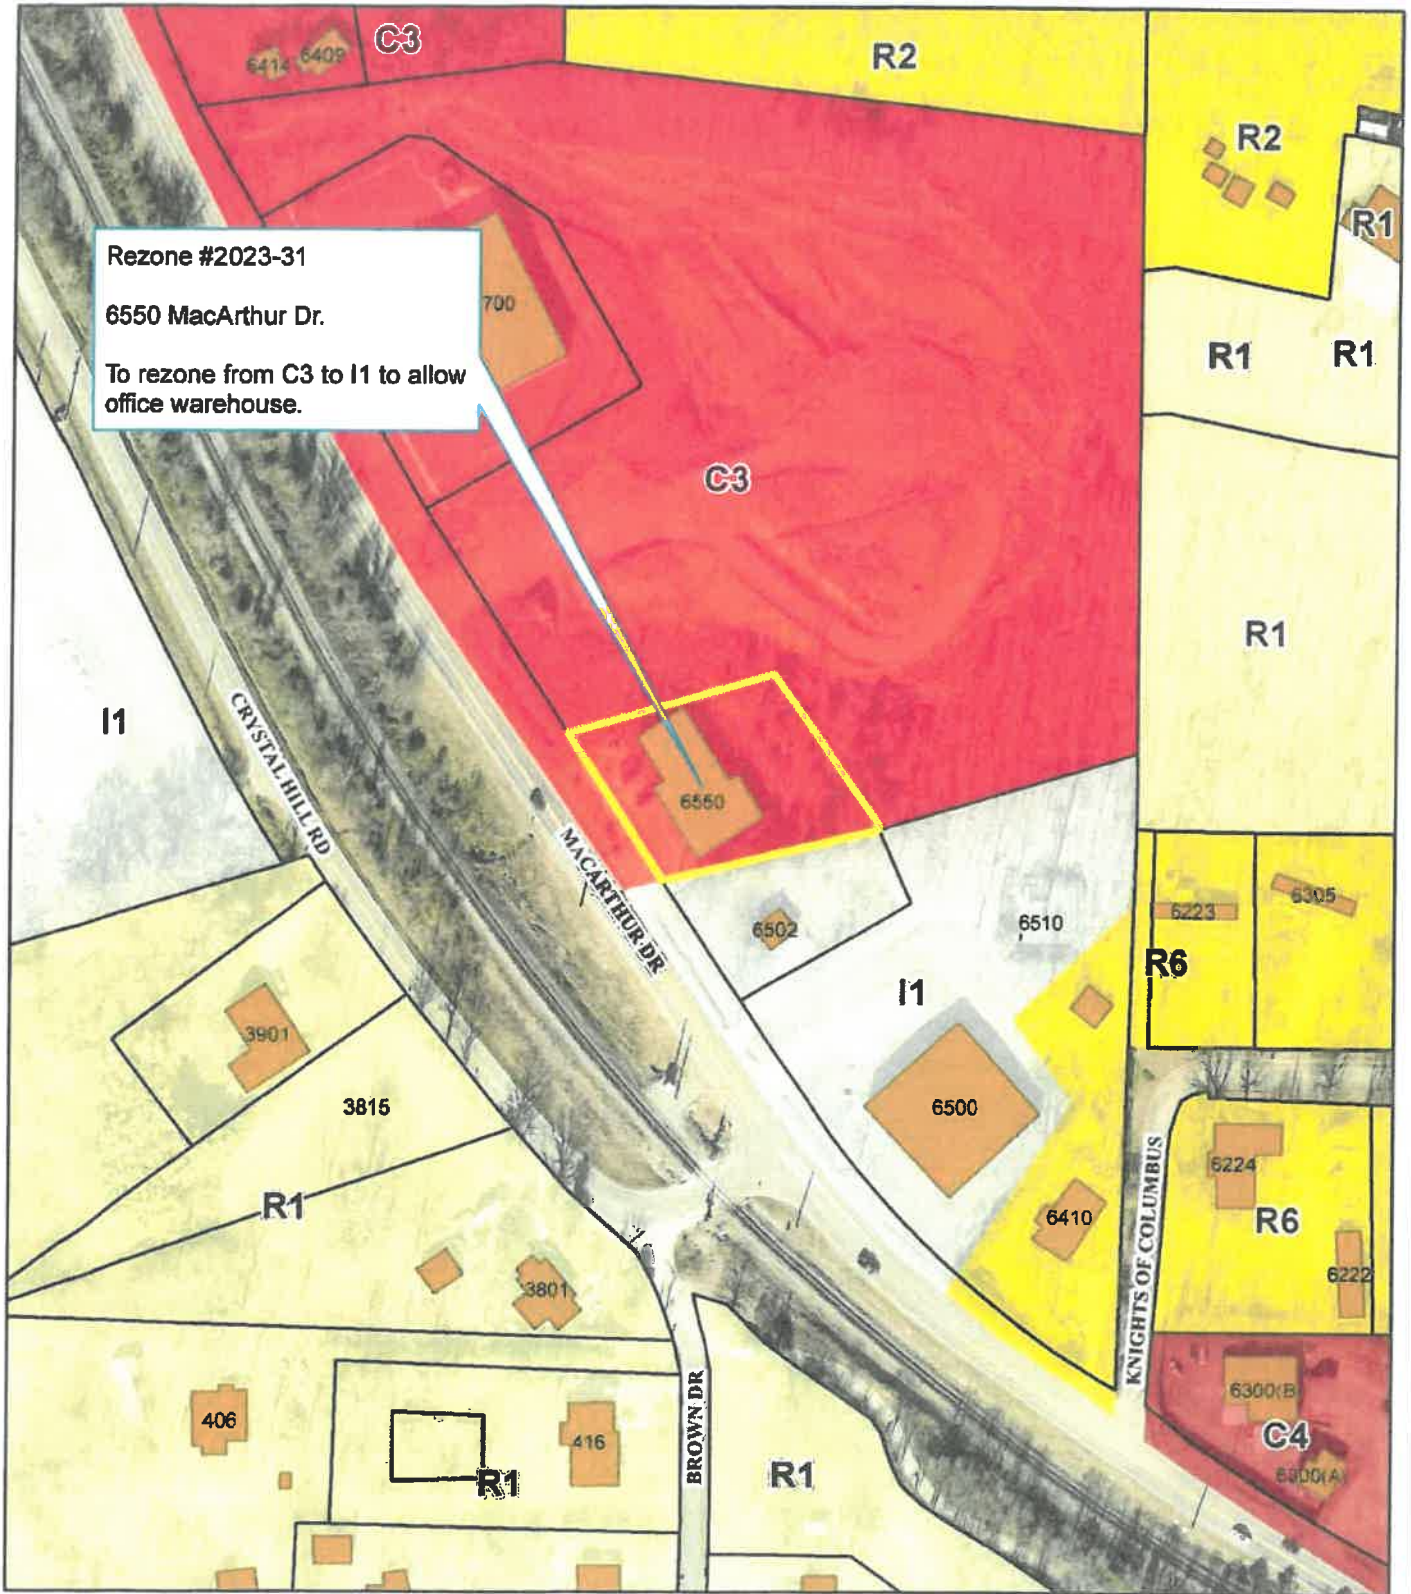 C3
6414
6409
R2
R2
R1
Rezone #2023-31
6550 MacArthur Dr.
To rezone from C3 to I1 to allow
office warehouse.
700
R1
R1
C3
R1
I1
CRYSTAL HILL RD
6550
MACARTHUR DR
6502
6510
6223
6305
R6
I1
3901
3815
6500
R1
6410
KNIGHTS OF COLUMBUS
6224
R6
6222
3801
406
416
R1
BROWN DR
R1
6300(B)
C4
6300(A)